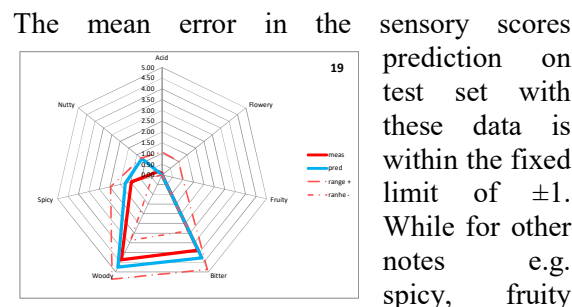 The mean error in the sensory scores
prediction on
test set with
these data is
within the fixed
limit of ±1.
While for other
notes e.g.
spicy, fruity
19
Acid
Flowery
Fruity
Bitter
Woody
Spicy
Nutty
5.00
4.50
4.00
3.50
3.00
2.50
2.00
1.50
1.00
0.50
0.00
meas
pred
range +
ranhe -